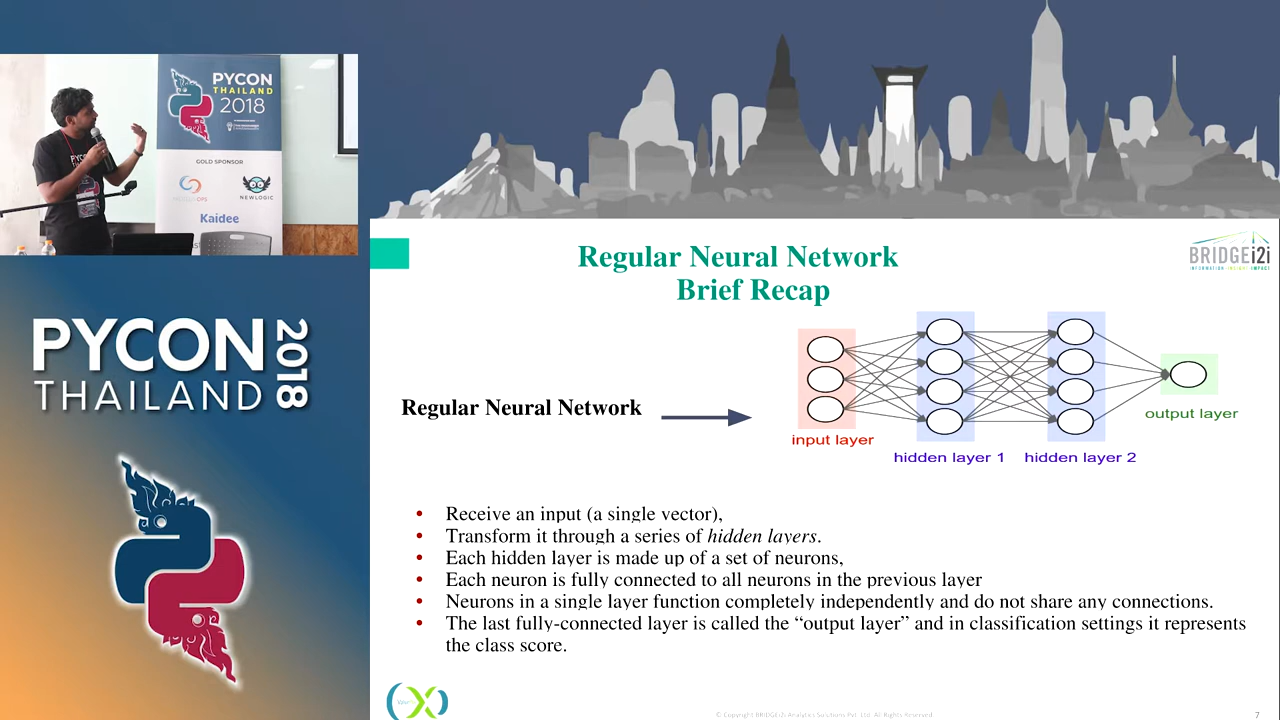 PYCON
THAILAND
2018
GOLD SPONSOR
NEWLOGIC
Kaidee
PYCON 2018
THAILAND
Regular Neural Network
Brief Recap
BRIDGEi2i
INFORMATION INSIGHT IMPACT
Regular Neural Network
input layer
hidden layer 1
hidden layer 2
output layer
• Receive an input (a single vector),
• Transform it through a series of hidden layers.
• Each hidden layer is made up of a set of neurons,
• Each neuron is fully connected to all neurons in the previous layer
• Neurons in a single layer function completely independently and do not share any connections.
• The last fully-connected layer is called the “output layer” and in classification settings it represents
the class score.
© Copyright BRIDGEi2i Analytics Solutions Pvt. Ltd. All Rights Reserved
7